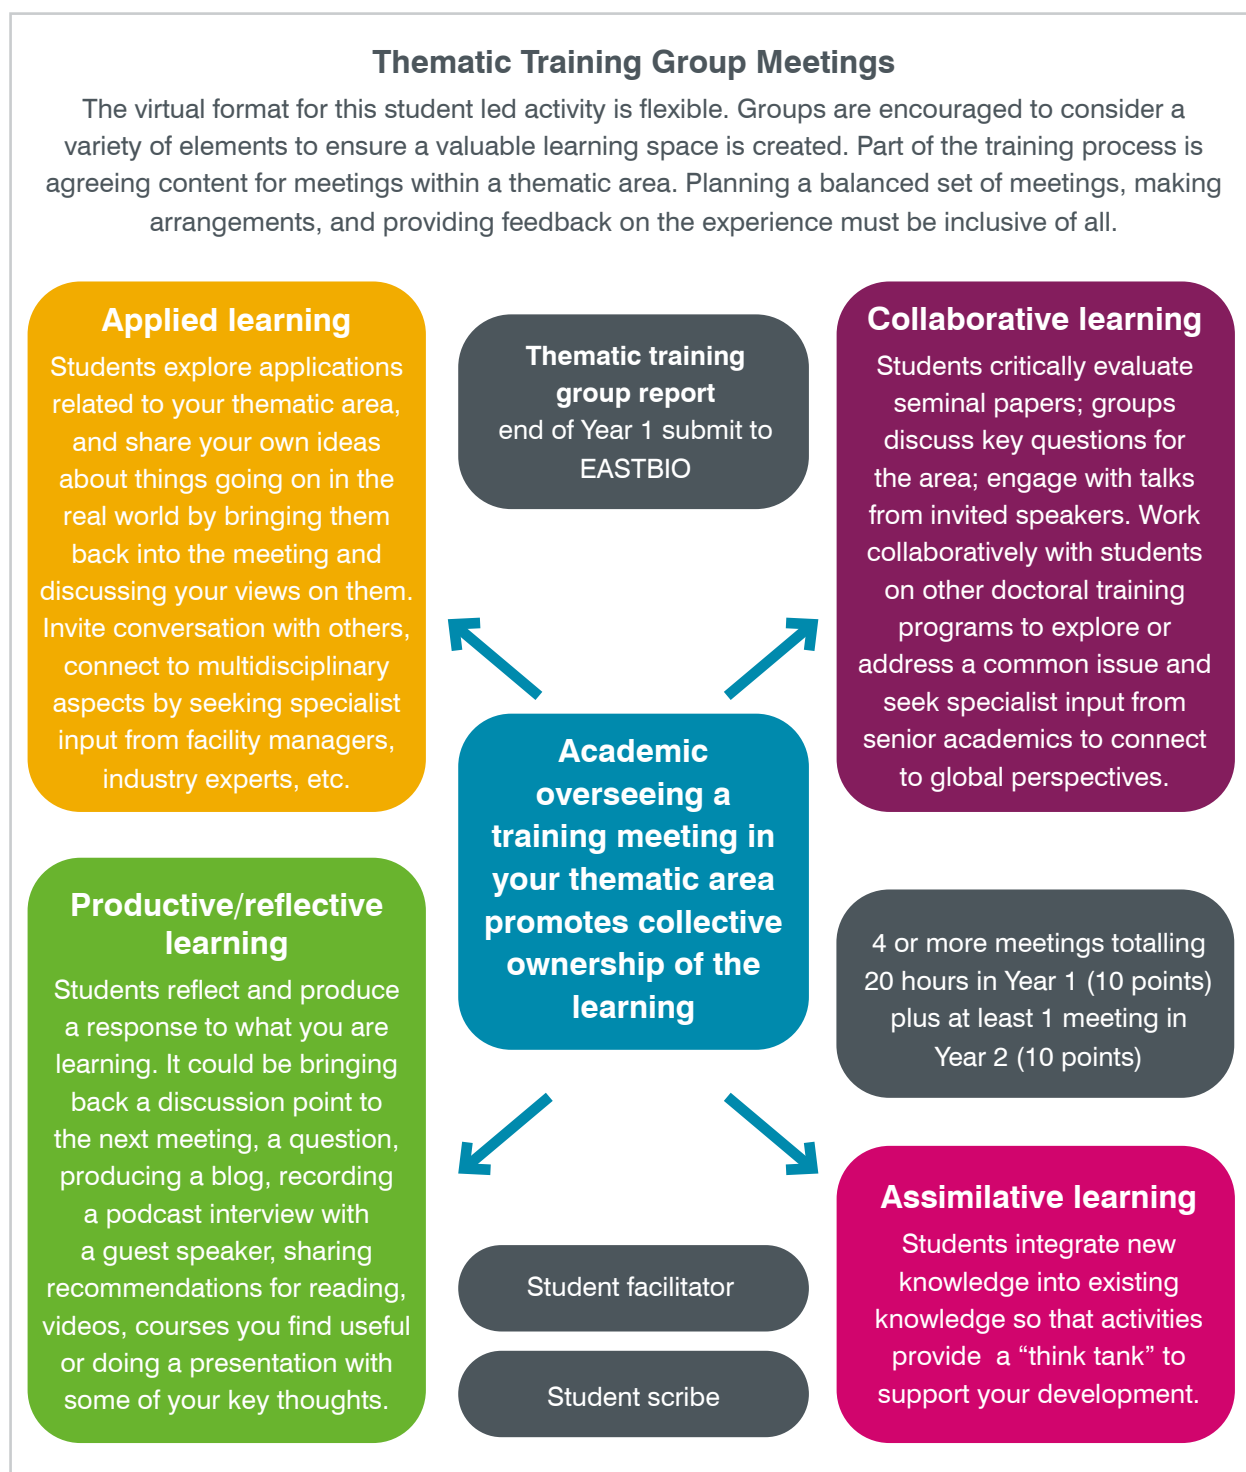 Thematic Training Group Meetings
The virtual format for this student led activity is flexible. Groups are encouraged to consider a
variety of elements to ensure a valuable learning space is created. Part of the training process is
agreeing content for meetings within a thematic area. Planning a balanced set of meetings, making
arrangements, and providing feedback on the experience must be inclusive of all.
Applied learning
Students explore applications
related to your thematic area,
and share your own ideas
about things going on in the
real world by bringing them
back into the meeting and
discussing your views on them.
Invite conversation with others,
connect to multidisciplinary
aspects by seeking specialist
input from facility managers,
industry experts, etc.
Thematic training
group report
end of Year 1 submit to
EASTBIO
Collaborative learning
Students critically evaluate
seminal papers; groups
discuss key questions for
the area; engage with talks
from invited speakers. Work
collaboratively with students
on other doctoral training
programs to explore or
address a common issue and
seek specialist input from
senior academics to connect
to global perspectives.
Academic
overseeing a
training meeting in
your thematic area
promotes collective
ownership of the
learning
Productive/reflective
learning
Students reflect and produce
a response to what you are
learning. It could be bringing
back a discussion point to
the next meeting, a question,
producing a blog, recording
a podcast interview with
a guest speaker, sharing
recommendations for reading,
videos, courses you find useful
or doing a presentation with
some of your key thoughts.
4 or more meetings totalling
20 hours in Year 1 (10 points)
plus at least 1 meeting in
Year 2 (10 points)
Student facilitator
Student scribe
Assimilative learning
Students integrate new
knowledge into existing
knowledge so that activities
provide a “think tank” to
support your development.